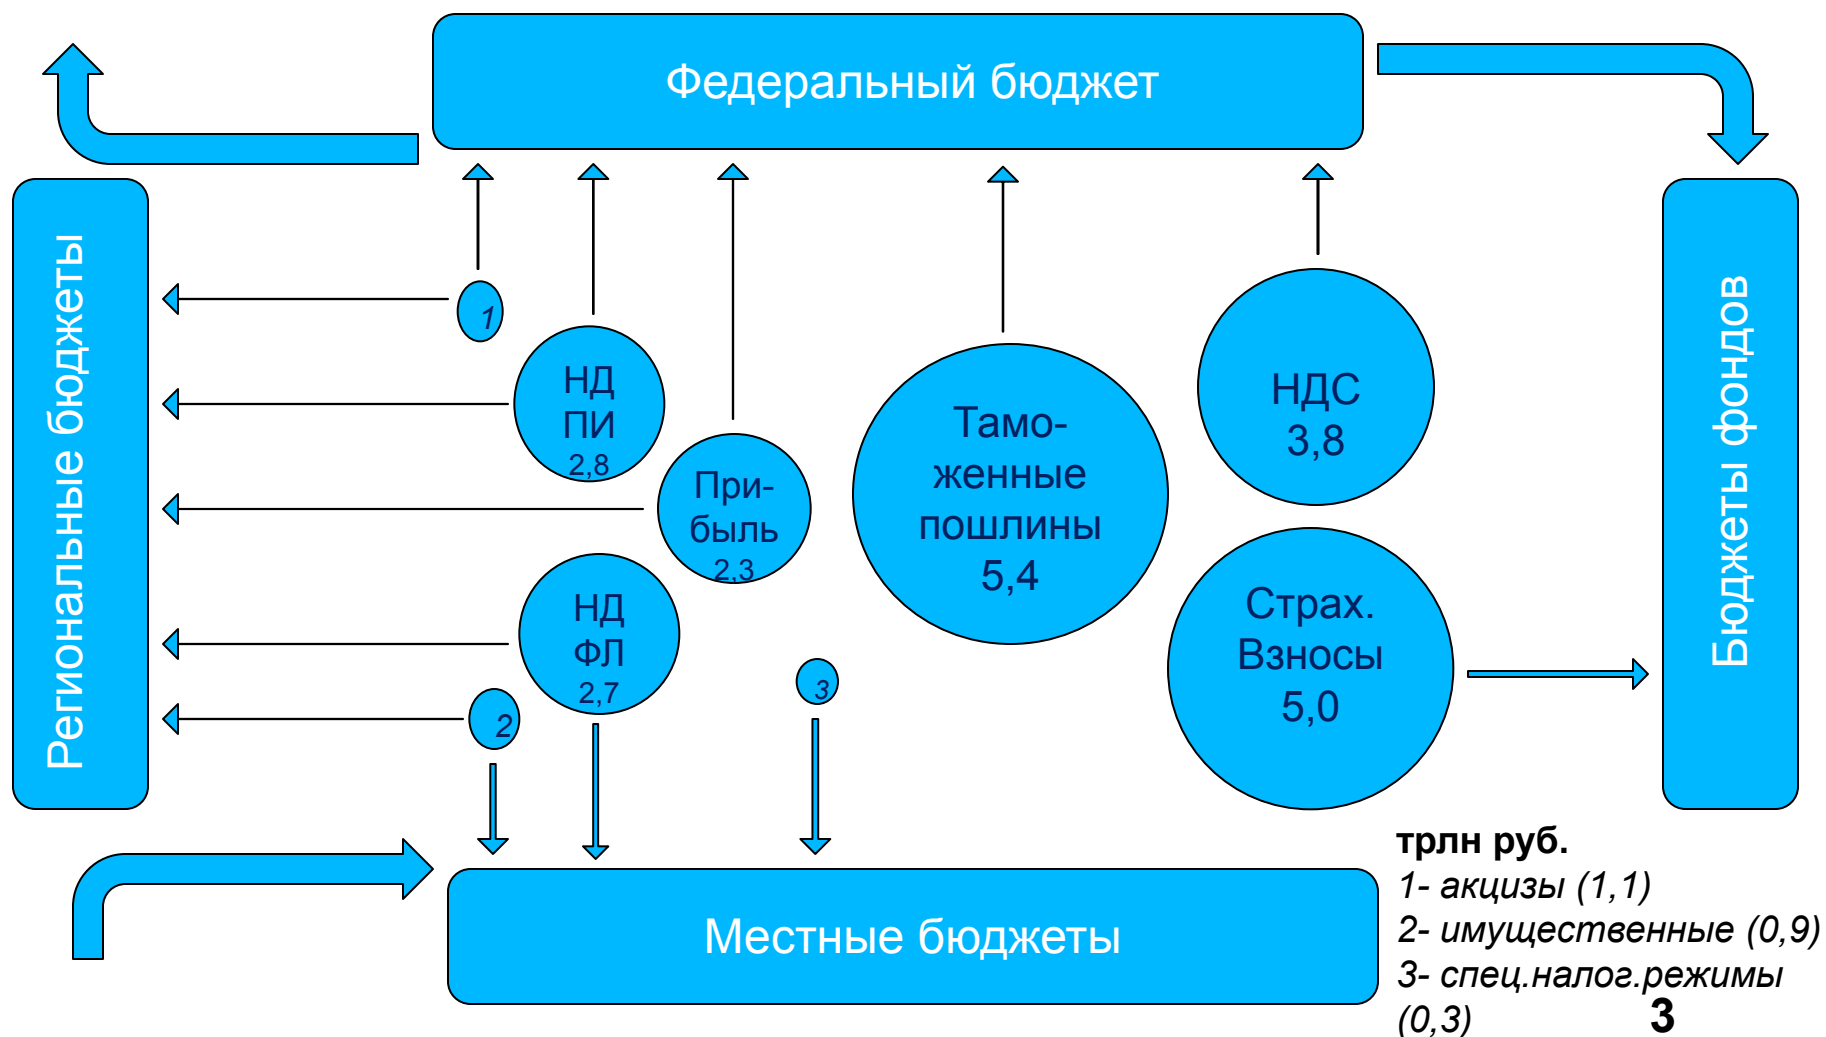 Федеральный бюджет
Региональные бюджеты
1
НД
ПИ
2,8
При-
быль
2,3
НД
ФЛ
2,7
2
3
Тамо-
женные
пошлины
5,4
НДС
3,8
Страх.
Взносы
5,0
Бюджеты фондов
Местные бюджеты
трлн руб.
1- акцизы (1,1)
2- имущественные (0,9)
3- спец.налог.режимы
(0,3)
3